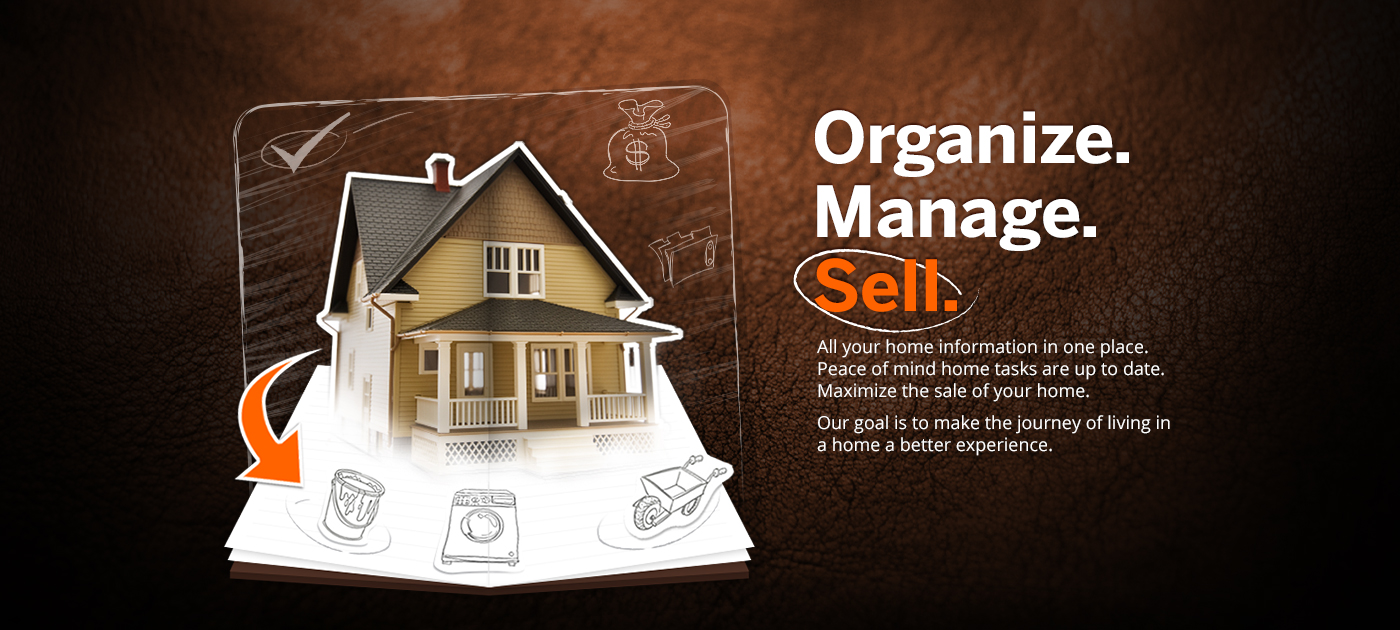 Organize.
Manage.
Sell.
All your home information in one place.
Peace of mind home tasks are up to date.
Maximize the sale of your home.
Our goal is to make the journey of living in
a home a better experience.
$